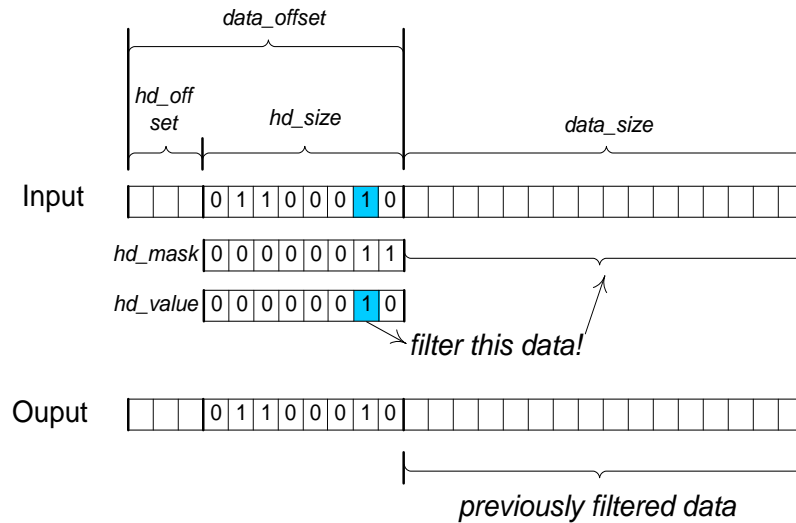 data_offset
hd_off
set
hd_size
data_size
Input
0 1 1 0 0 0 1 0
hd_mask 0 0 0 0 0 0 1 1
hd_value 0 0 0 0 0 0 1 0
filter this data!
Ouput
0 1 1 0 0 0 1 0
previously filtered data